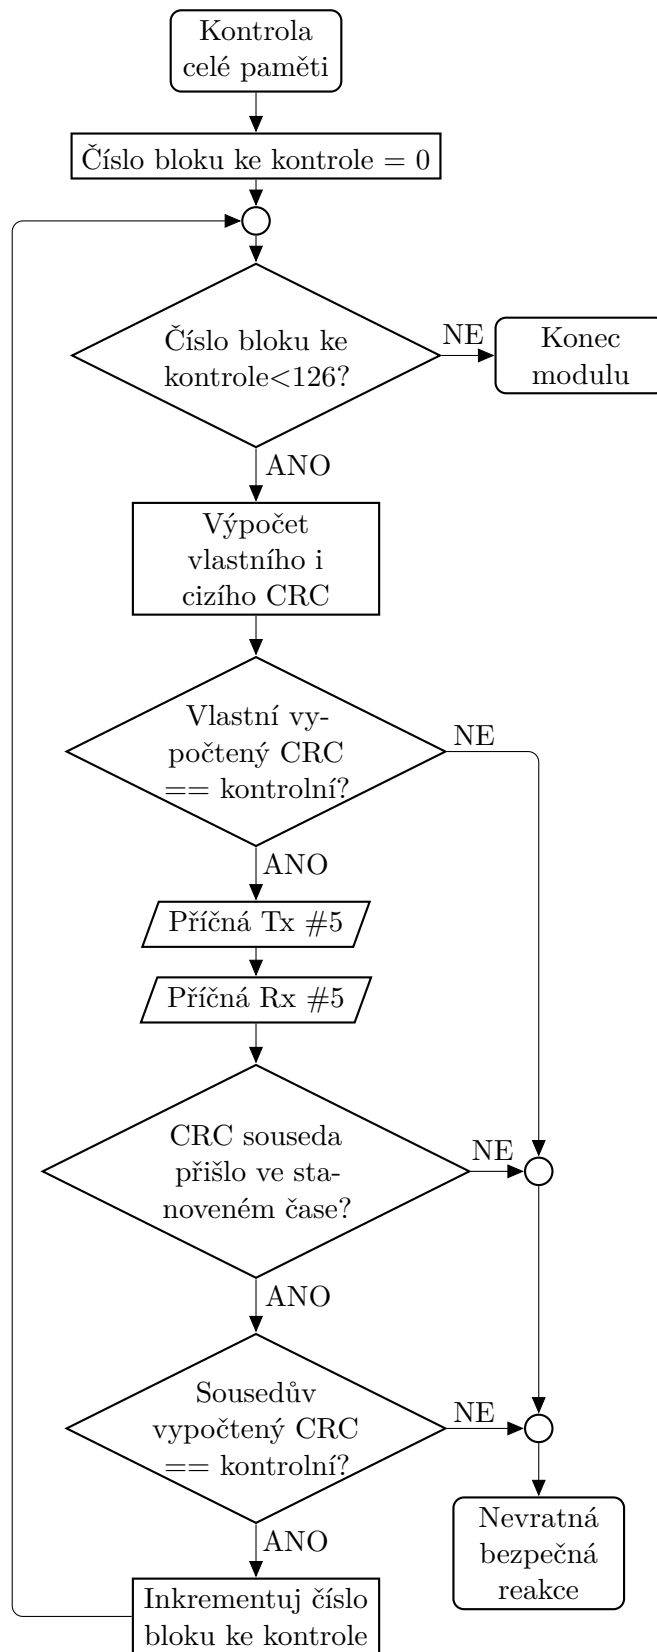 Kontrola
celé paměti
Číslo bloku ke kontrole = 0
Číslo bloku ke
kontrole<126?
NE
Konec
modulu
ANO
Výpočet
vlastního i
cizího CRC
Vlastní vy-
počtený CRC
== kontrolní?
NE
ANO
Příčná Tx #5
Příčná Rx #5
CRC souseda
přišlo ve sta-
noveném čase?
NE
ANO
Sousedův
vypočtený CRC
== kontrolní?
NE
ANO
Nevratná
bezpečná
reakce
Inkrementuj číslo
bloku ke kontrole